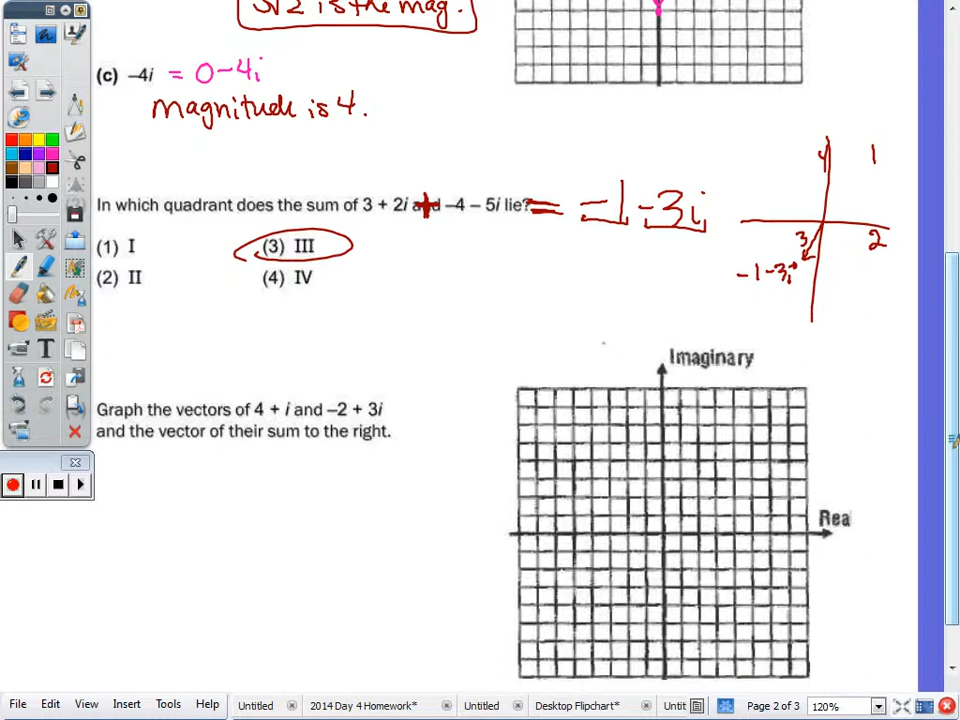 3√2 is the mag.
(c) –4i = 0-4i
magnitude is 4.
In which quadrant does the sum of 3 + 2i + –4 – 5i lie? = -1-3i
(1) I
(3) III
(2) II
(4) IV
4 1
3 2
-1-3i
Imaginary
Graph the vectors of 4 + i and –2 + 3i
and the vector of their sum to the right.
Rea
File Edit View Insert Tools Help Untitled 2014 Day 4 Homework* Untitled Desktop Flipchart* Untit Page 2 of 3 120%